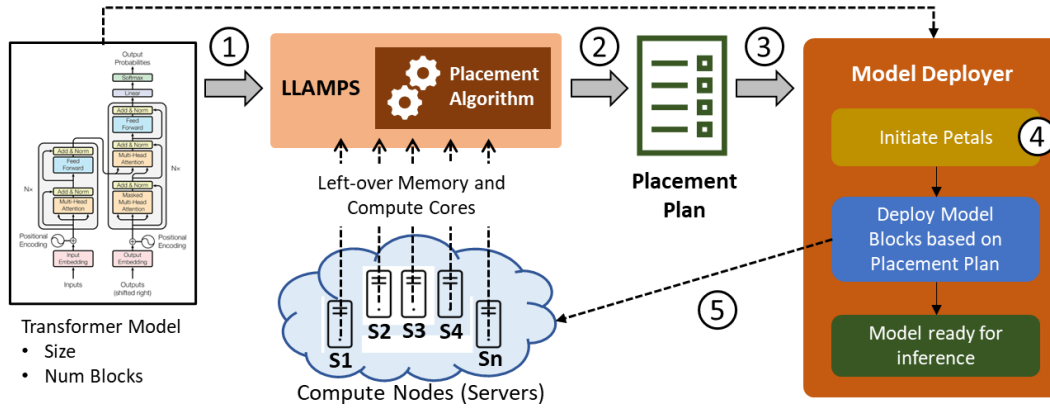 Output
Probabilities
Softmax
Linear
Add & Norm
Feed
Forward
Add & Norm
Multi-Head
Attention
Add & Norm
Feed
Forward
Nx
Nx
Add & Norm
Multi-Head
Attention
Add & Norm
Masked
Multi-Head
Attention
Positional
Encoding
Positional
Encoding
Input
Embedding
Output
Embedding
Inputs
Outputs
(shifted right)
Transformer Model
• Size
• Num Blocks
1
LLAMPS
Placement
Algorithm
Left-over Memory and
Compute Cores
S1
S2
S3
S4
Sn
Compute Nodes (Servers)
2
Placement
Plan
3
Model Deployer
Initiate Petals
4
Deploy Model
Blocks based on
Placement Plan
5
Model ready for
inference